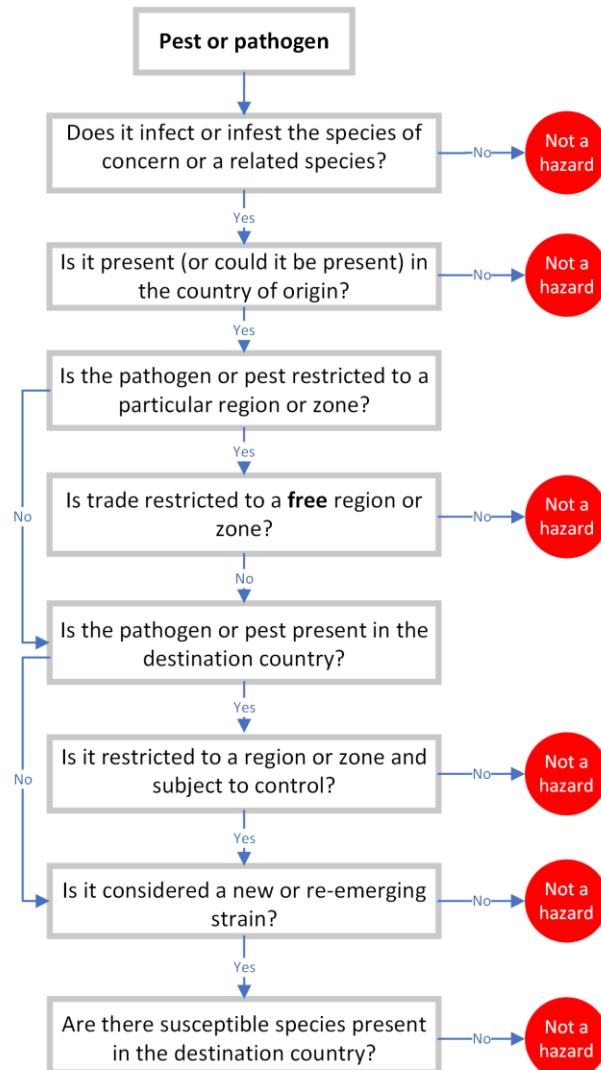 Pest or pathogen
Does it infect or infest the species of
concern or a related species?
No
Not a
hazard
Yes
Is it present (or could it be present) in
the country of origin?
No
Not a
hazard
Yes
Is the pathogen or pest restricted to a
particular region or zone?
Yes
No
Is trade restricted to a free region or
zone?
No
Not a
hazard
No
Is the pathogen or pest present in the
destination country?
Yes
No
Is it restricted to a region or zone and
subject to control?
No
Not a
hazard
Yes
Is it considered a new or re-emerging
strain?
No
Not a
hazard
Yes
Are there susceptible species present
in the destination country?
No
Not a
hazard